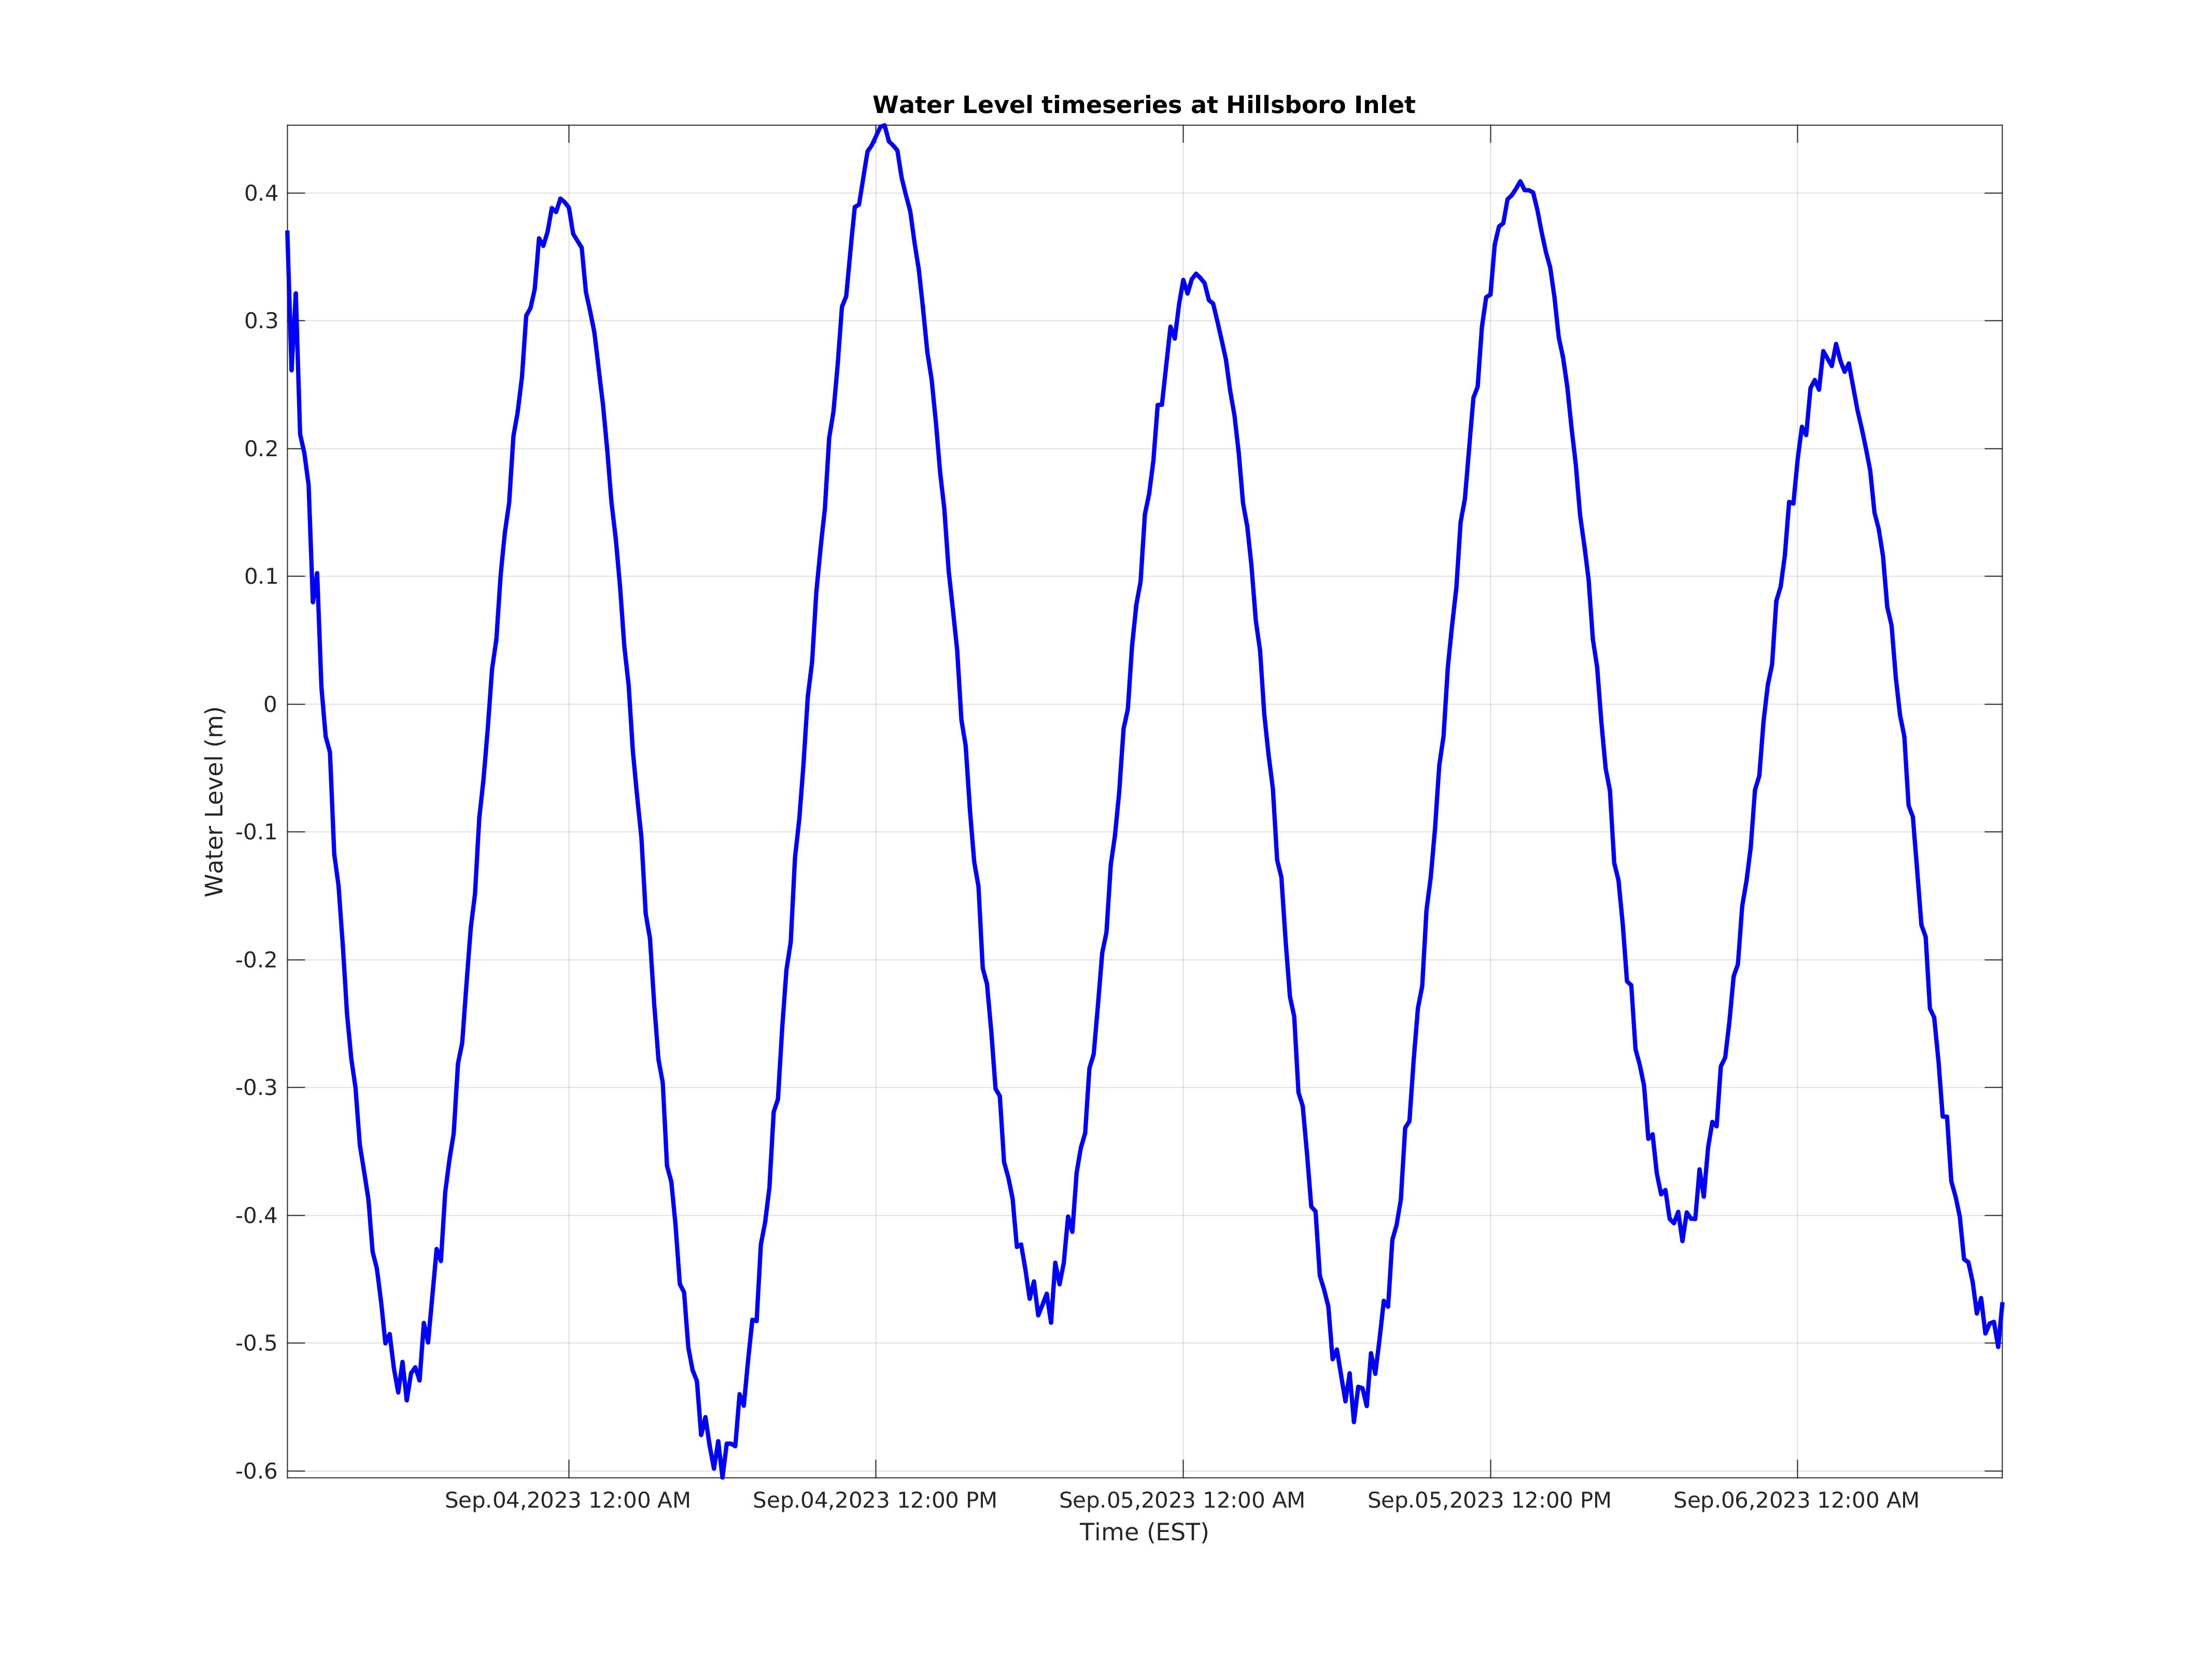 Water Level timeseries at Hillsboro Inlet
0.4
0.3
0.2
0.1
0
-0.1
-0.2
-0.3
-0.4
-0.5
-0.6
Water Level (m)
Sep.04,2023 12:00 AM
Sep.04,2023 12:00 PM
Sep.05,2023 12:00 AM
Sep.05,2023 12:00 PM
Sep.06,2023 12:00 AM
Time (EST)